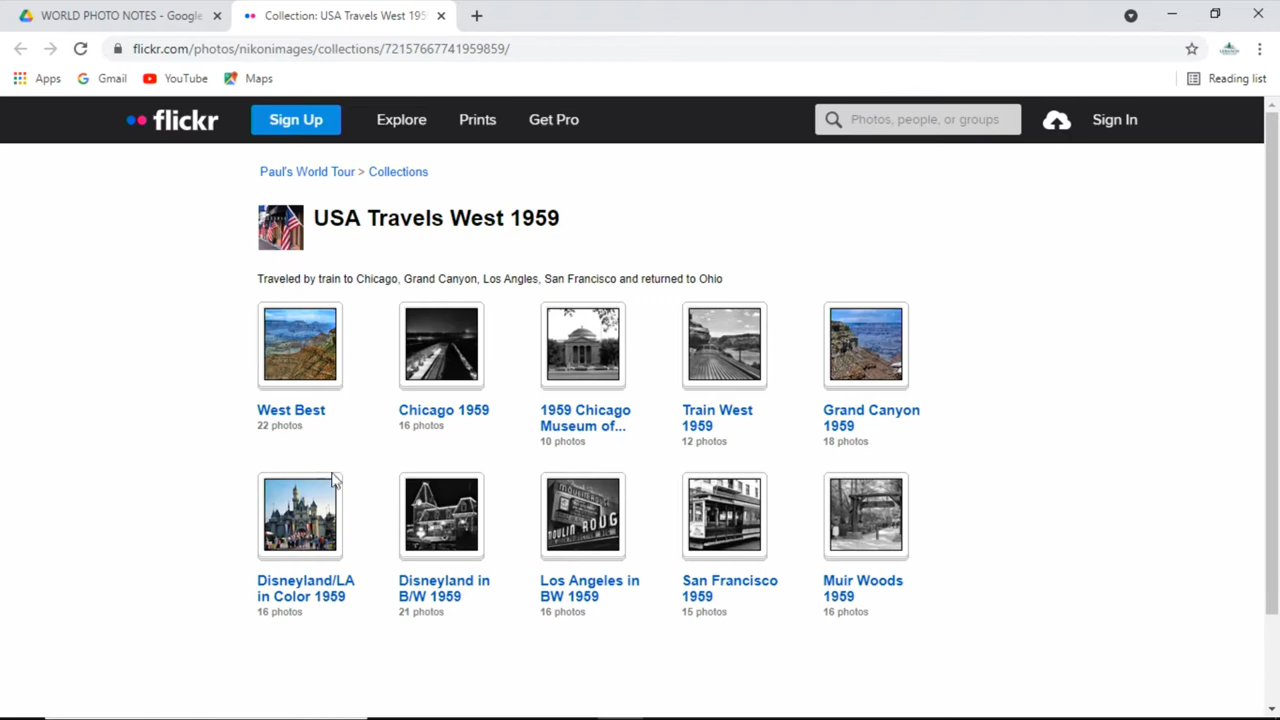 WORLD PHOTO NOTES - Google
Collection: USA Travels West 195
flickr.com/photos/nikonimages/collections/72157667741959859/
Apps
Gmail
YouTube
Maps
Reading list
flickr
Sign Up
Explore
Prints
Get Pro
Photos, people, or groups
Sign In
Paul's World Tour > Collections
USA Travels West 1959
Traveled by train to Chicago, Grand Canyon, Los Angles, San Francisco and returned to Ohio
West Best
22 photos
Chicago 1959
16 photos
1959 Chicago
Museum of...
10 photos
Train West
1959
12 photos
Grand Canyon
1959
18 photos
MOULIN ROUG
Disneyland/LA
in Color 1959
16 photos
Disneyland in
B/W 1959
21 photos
Los Angeles in
BW 1959
16 photos
San Francisco
1959
15 photos
Muir Woods
1959
16 photos